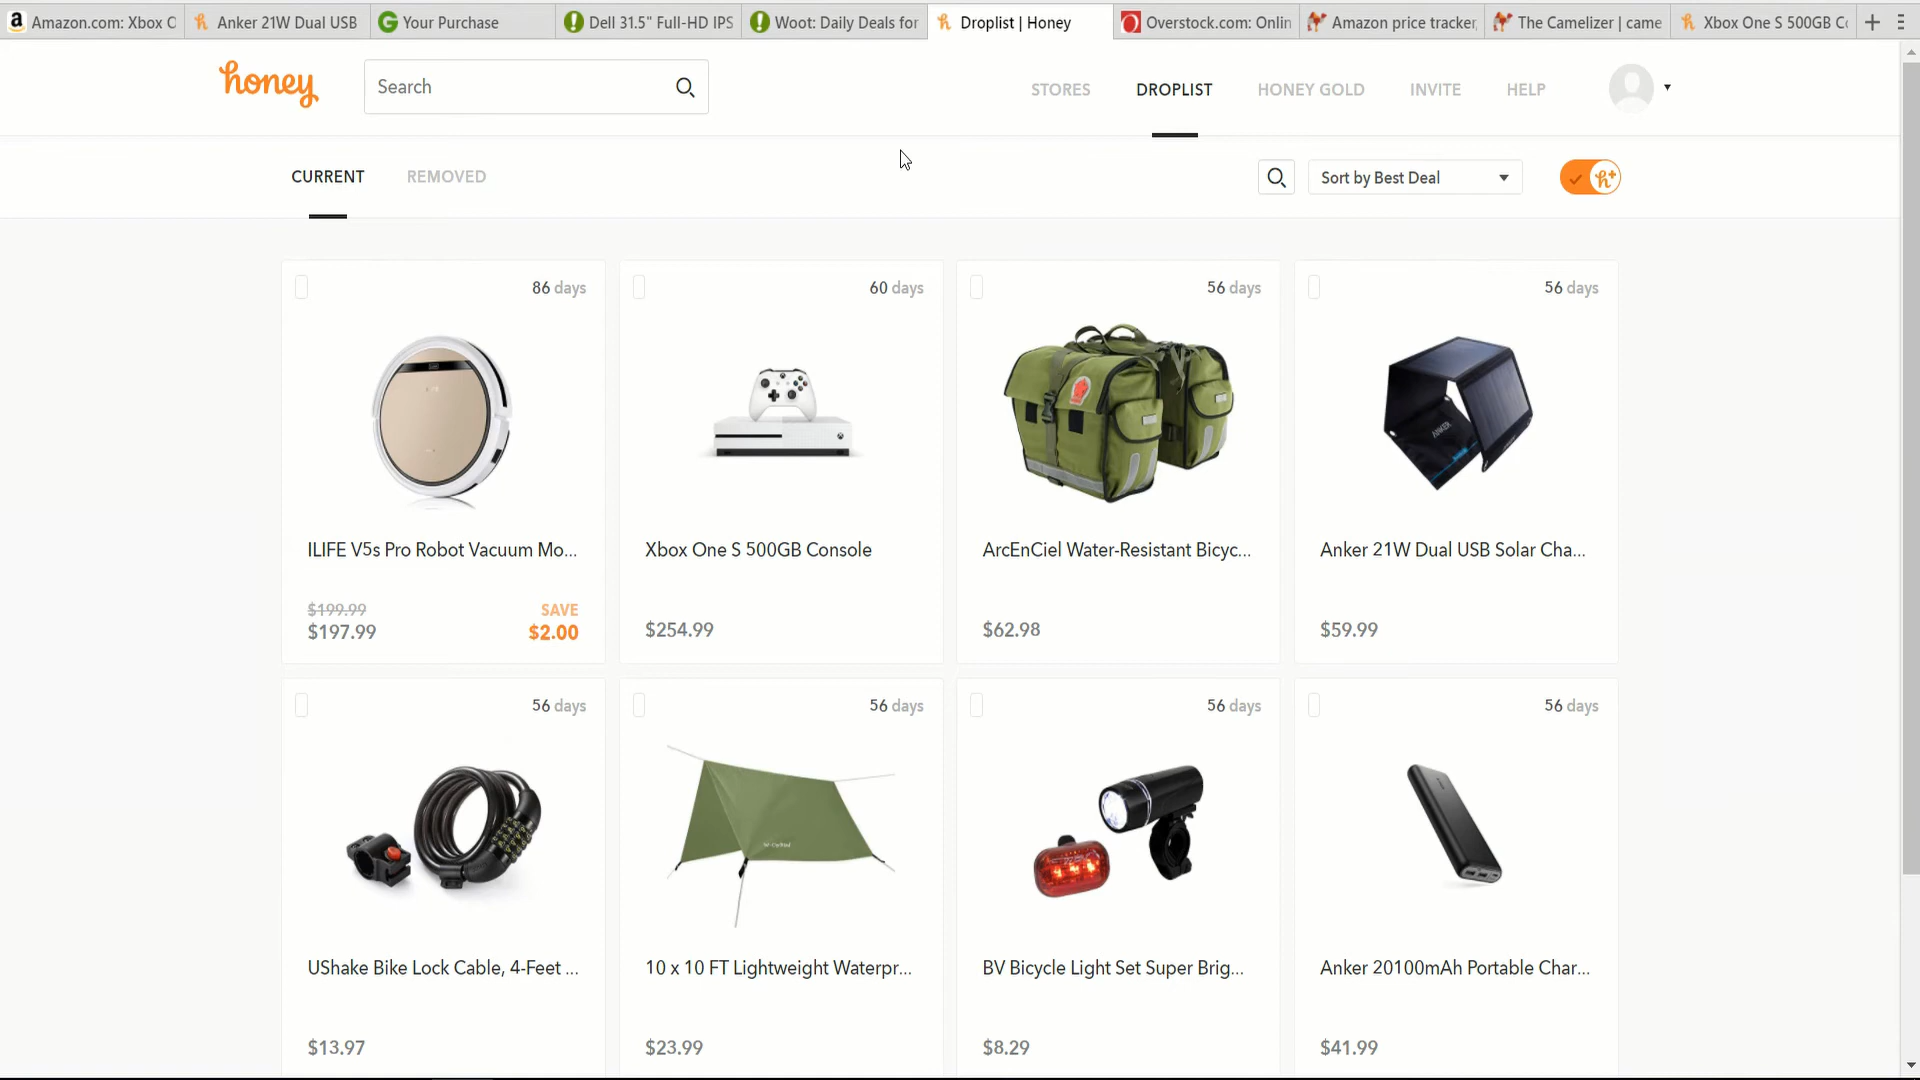 Amazon.com: Xbox O
Anker 21W Dual USB
Your Purchase
Dell 31.5" Full-HD IPS
Woot: Daily Deals for
Droplist | Honey
Overstock.com: Onlin
Amazon price tracker,
The Camelizer | came
Xbox One S 500GB Co
honey
Search
STORES
DROPLIST
HONEY GOLD
INVITE
HELP
CURRENT
REMOVED
Sort by Best Deal
h+
86 days
60 days
56 days
56 days
ANKER
ILIFE V5s Pro Robot Vacuum Mo...
Xbox One S 500GB Console
ArcEnCiel Water-Resistant Bicyc...
Anker 21W Dual USB Solar Cha...
$199.99
SAVE
$197.99
$2.00
$254.99
$62.98
$59.99
56 days
56 days
56 days
56 days
UShake Bike Lock Cable, 4-Feet ...
10 x 10 FT Lightweight Waterpr...
BV Bicycle Light Set Super Brig...
Anker 20100mAh Portable Char...
$13.97
$23.99
$8.29
$41.99